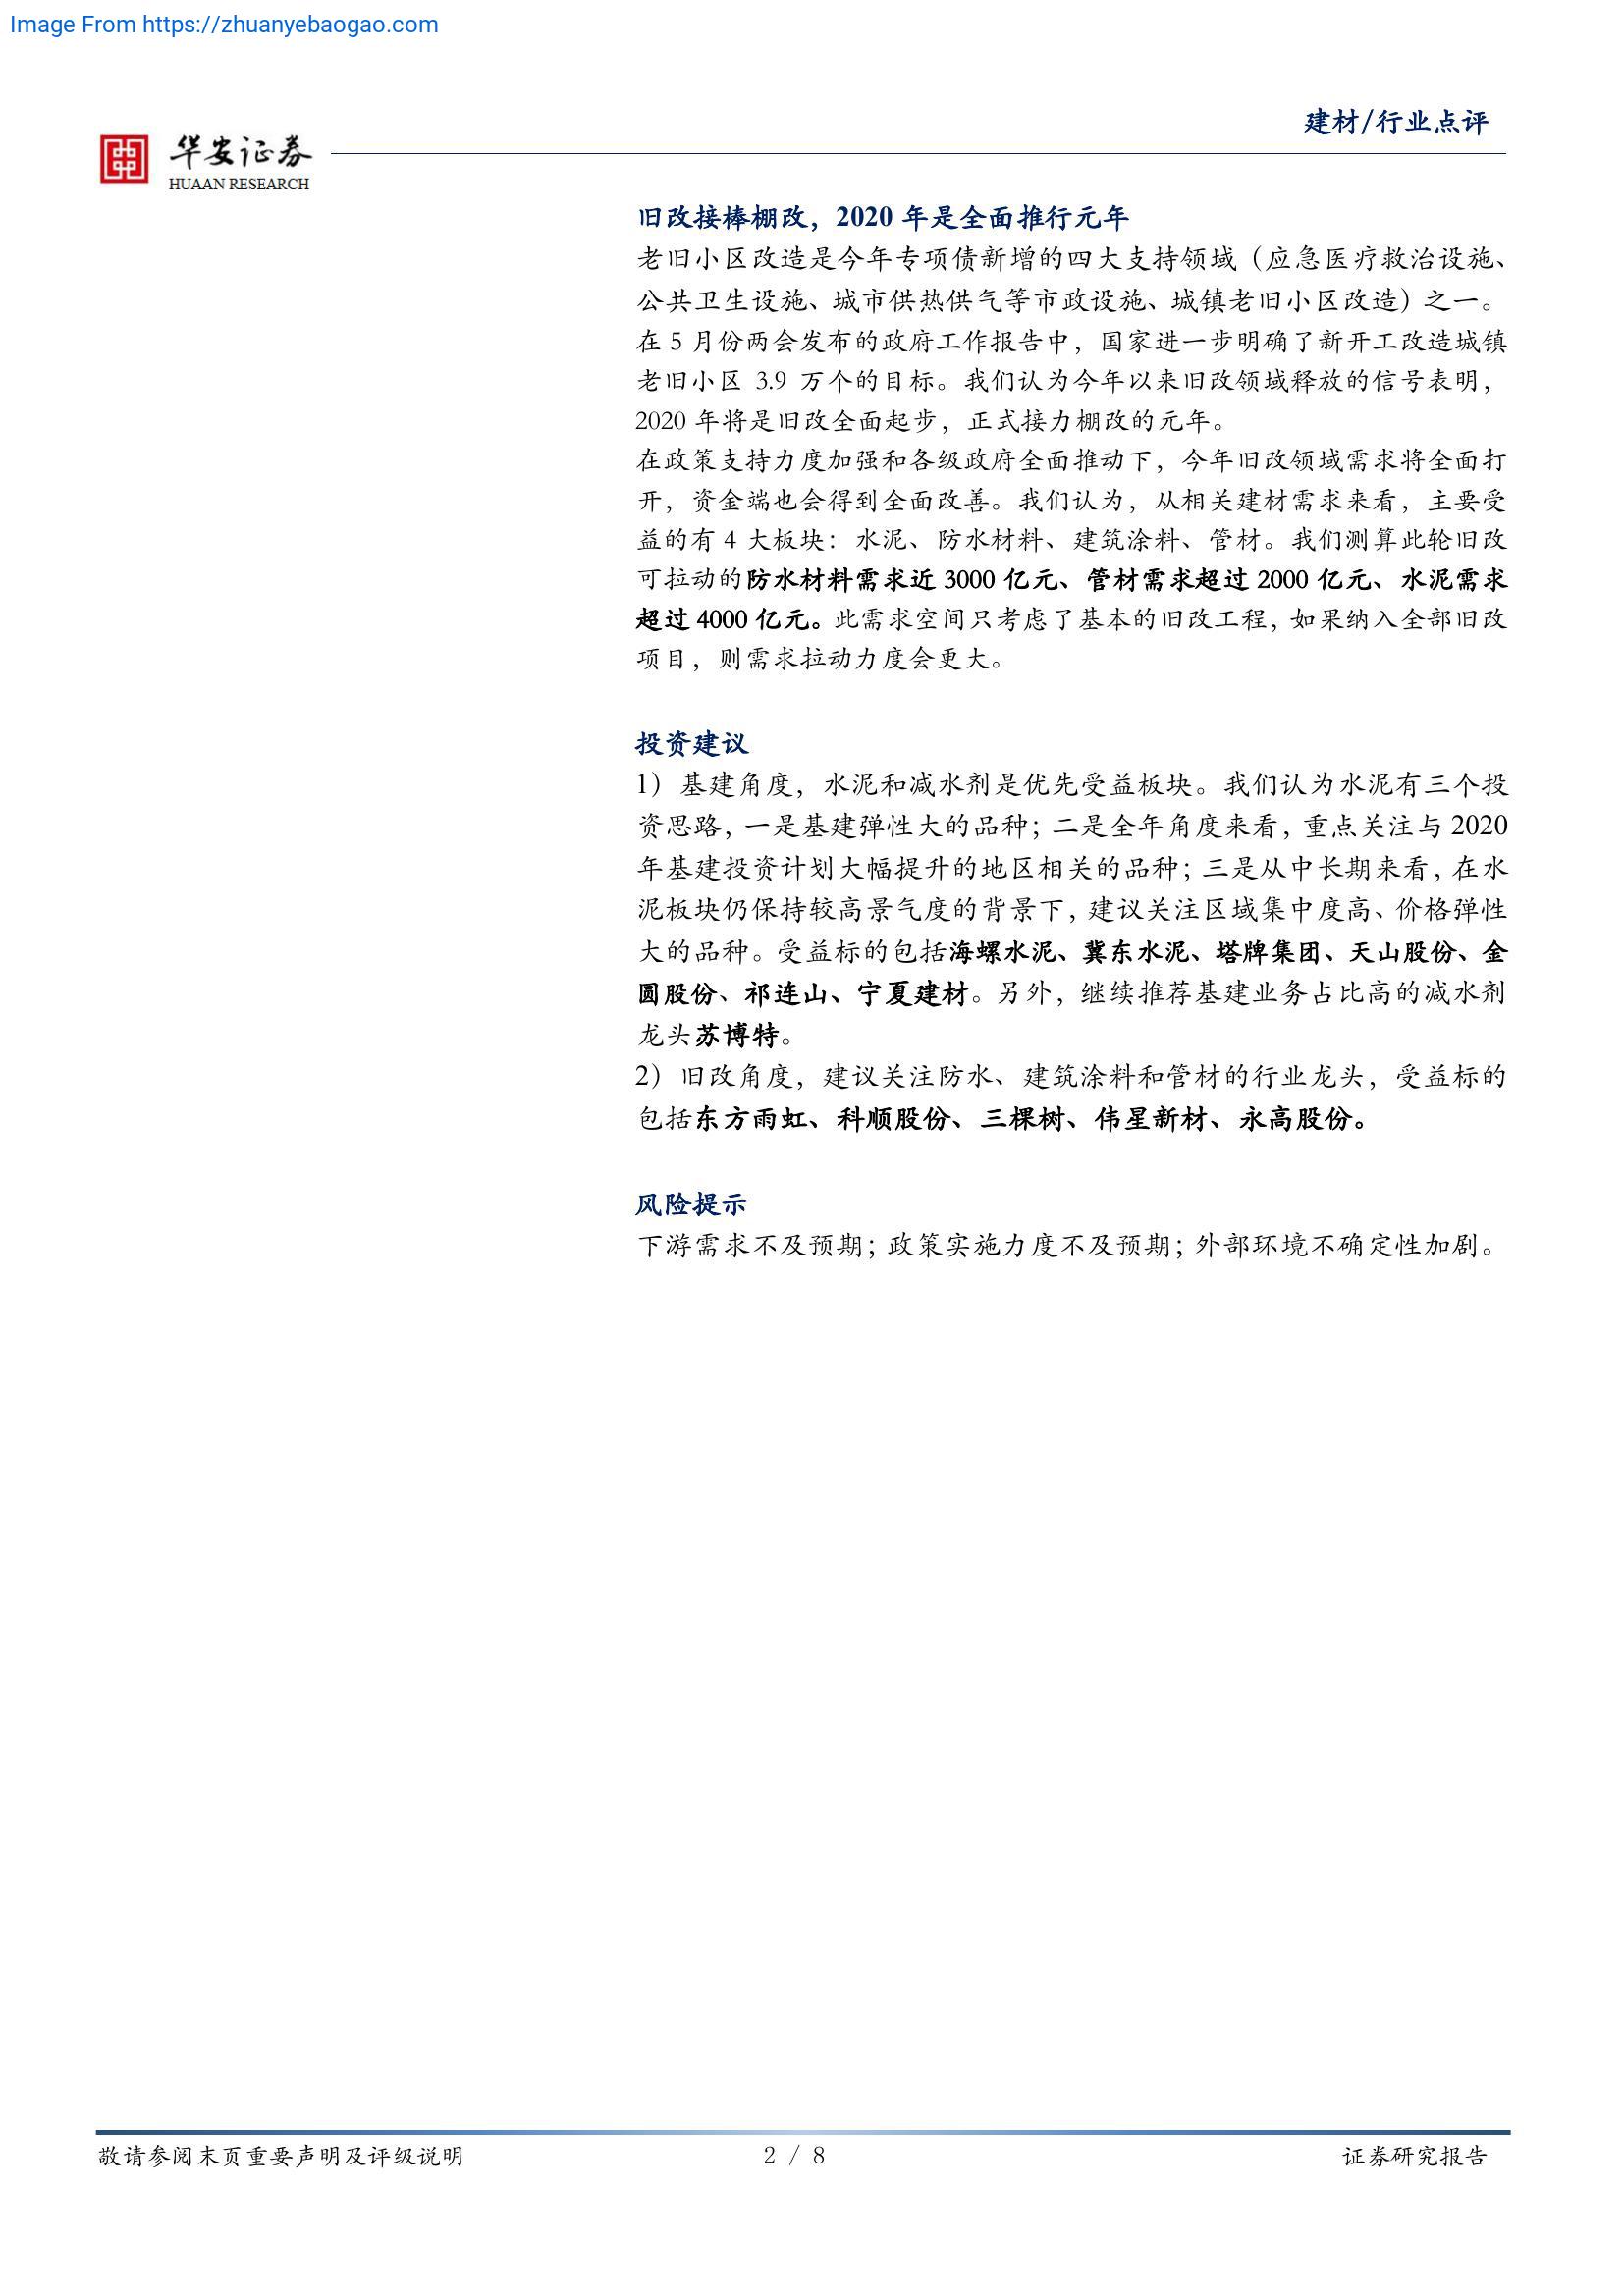 Image From https://zhuanyebaogao.com
建材/行业点评
华安证券
HUAAN RESEARCH
旧改接棒棚改，2020 年是全面推行元年
老旧小区改造是今年专项债新增的四大支持领域（应急医疗救治设施、
公共卫生设施、城市供热供气等市政设施、城镇老旧小区改造）之一。
在 5 月份两会发布的政府工作报告中，国家进一步明确了新开工改造城镇
老旧小区 3.9 万个的目标。我们认为今年以来旧改领域释放的信号表明，
2020 年将是旧改全面起步，正式接力棚改的元年。
在政策支持力度加强和各级政府全面推动下，今年旧改领域需求将全面打
开，资金端也会得到全面改善。我们认为，从相关建材需求来看，主要受
益的有 4 大板块：水泥、防水材料、建筑涂料、管材。我们测算此轮旧改
可拉动的防水材料需求近 3000 亿元、管材需求超过 2000 亿元、水泥需求
超过 4000 亿元。此需求空间只考虑了基本的旧改工程，如果纳入全部旧改
项目，则需求拉动力度会更大。
投资建议
1）基建角度，水泥和减水剂是优先受益板块。我们认为水泥有三个投
资思路，一是基建弹性大的品种；二是全年角度来看，重点关注与 2020
年基建投资计划大幅提升的地区相关的品种；三是从中长期来看，在水
泥板块仍保持较高景气度的背景下，建议关注区域集中度高、价格弹性
大的品种。受益标的包括海螺水泥、冀东水泥、塔牌集团、天山股份、金
圆股份、祁连山、宁夏建材。另外，继续推荐基建业务占比高的减水剂
龙头苏博特。
2）旧改角度，建议关注防水、建筑涂料和管材的行业龙头，受益标的
包括东方雨虹、科顺股份、三棵树、伟星新材、永高股份。
风险提示
下游需求不及预期；政策实施力度不及预期；外部环境不确定性加剧。
敬请参阅末页重要声明及评级说明
2 / 8
证券研究报告